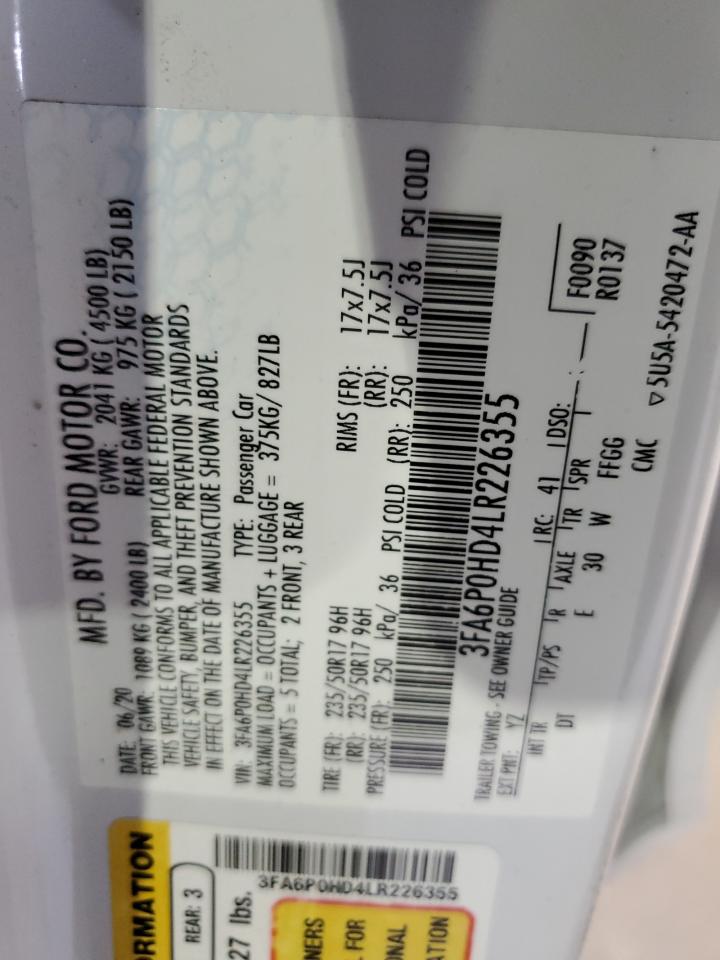 MFD. BY FORD MOTOR CO.
DATE: 06/20 GVWR: 2041 KG ( 4500 LB)
FRONT GAWR: 1089 KG ( 2400 LB) REAR GAWR: 975 KG ( 2150 LB)
THIS VEHICLE CONFORMS TO ALL APPLICABLE FEDERAL MOTOR
VEHICLE SAFETY, BUMPER, AND THEFT PREVENTION STANDARDS
IN EFFECT ON THE DATE OF MANUFACTURE SHOWN ABOVE.
VIN: 3FA6P0HD4LR226355 TYPE: Passenger Car
MAXIMUM LOAD = OCCUPANTS + LUGGAGE = 375KG/ 827LB
OCCUPANTS = 5 TOTAL; 2 FRONT, 3 REAR
TIRE (FR): 235/50R17 96H RIMS (FR): 17x7.5J
(RR): 235/50R17 96H (RR): 17x7.5J
PRESSURE (FR): 250 kPa/ 36 PSI COLD (RR): 250 kPa/ 36 PSI COLD
3FA6P0HD4LR226355
TRAILER TOWING - SEE OWNER GUIDE
EXT PNT: YZ RC: 41 DSO: F0090
INT TR TP/PS R AXLE TR SPR R0137
DT E 30 W FFGG
CMC ▽5U5A-5420472-AA
RMATION
REAR: 3
27 lbs.
3FA6P0HD4LR226355
NERS
FOR
ONAL
ATION